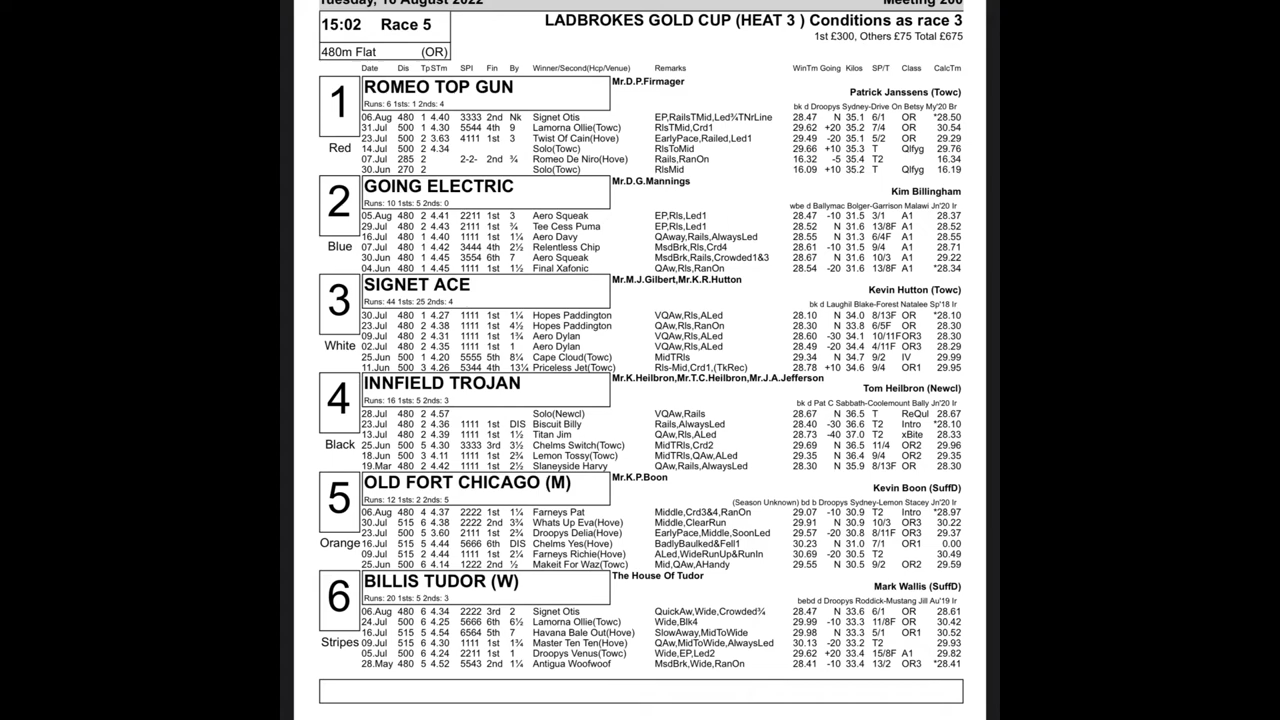 Tuesday, 16 August 2022 Meeting 200
15:02 Race 5 LADBROKES GOLD CUP (HEAT 3 ) Conditions as race 3
1st £300, Others £75 Total £675
480m Flat (OR)
Date Dis Tp STm SPI Fin By Winner/Second(Hcp/Venue) Remarks WinTm Going Kilos SP/T Class CalcTm
1 ROMEO TOP GUN Mr.D.P.Firmager Patrick Janssens (Towc)
Runs: 6 1sts: 1 2nds: 4 bk d Droopys Sydney-Drive On Betsy My'20 Br
Red
06.Aug 480 1 4.40 3333 2nd Nk Signet Otis EP,RailsTMid,Led¾TNrLine 28.47 N 35.1 6/1 OR *28.50
31.Jul 500 1 4.30 5544 4th 9 Lamorna Ollie(Towc) RlsTMid,Crd1 29.62 +20 35.2 7/4 OR 30.54
23.Jul 500 2 3.63 4111 1st 3 Twist Of Cain(Hove) EarlyPace,Railed,Led1 29.49 -20 35.1 5/2 OR 29.29
14.Jul 500 2 4.34 Solo(Towc) RlsToMid 29.66 +10 35.3 T Qlfyg 29.76
07.Jul 285 2 2-2- 2nd ¾ Romeo De Niro(Hove) Rails,RanOn 16.32 -5 35.4 T2 16.34
30.Jun 270 2 Solo(Towc) RlsMid 16.09 +10 35.2 T Qlfyg 16.19
2 GOING ELECTRIC Mr.D.G.Mannings Kim Billingham
Runs: 10 1sts: 5 2nds: 0 wbe d Ballymac Bolger-Garrison Malawi Jn'20 Ir
Blue
05.Aug 480 2 4.41 2211 1st 3 Aero Squeak EP,Rls,Led1 28.47 -10 31.5 3/1 A1 28.37
29.Jul 480 2 4.43 2111 1st ¾ Tee Cess Puma EP,Rls,Led1 28.52 N 31.6 13/8F A1 28.52
16.Jul 480 1 4.40 1111 1st 1¼ Aero Davy QAway,Rails,AlwaysLed 28.55 N 31.3 6/4F A1 28.55
07.Jul 480 1 4.42 3444 4th 2½ Relentless Chip MsdBrk,Rls,Crd4 28.61 -10 31.5 9/4 A1 28.71
30.Jun 480 1 4.45 3554 6th 7 Aero Squeak MsdBrk,Rails,Crowded1&3 28.67 N 31.6 10/3 A1 29.22
04.Jun 480 1 4.45 1111 1st 1½ Final Xafonic QAw,Rls,RanOn 28.54 -20 31.6 13/8F A1 *28.34
3 SIGNET ACE Mr.M.J.Gilbert,Mr.K.R.Hutton Kevin Hutton (Towc)
Runs: 44 1sts: 25 2nds: 4 bk d Laughil Blake-Forest Natalee Sp'18 Ir
White
30.Jul 480 1 4.27 1111 1st 1¼ Hopes Paddington VQAw,Rls,ALed 28.10 N 34.0 8/13F OR *28.10
23.Jul 480 2 4.38 1111 1st 4½ Hopes Paddington QAw,Rls,RanOn 28.30 N 33.8 6/5F OR 28.30
09.Jul 480 2 4.31 1111 1st 1¾ Aero Dylan VQAw,Rls,ALed 28.60 -30 34.1 10/11F OR3 28.30
02.Jul 480 2 4.35 1111 1st 1 Aero Dylan VQAw,Rls,ALed 28.49 -20 34.4 4/11F OR3 28.29
25.Jun 500 1 4.20 5555 5th 8¼ Cape Cloud(Towc) MidTRls 29.34 N 34.7 9/2 IV 29.99
11.Jun 500 3 4.26 5344 4th 13¼ Priceless Jet(Towc) Rls-Mid,Crd1,(TkRec) 28.78 +10 34.6 9/4 OR1 29.95
4 INNFIELD TROJAN Mr.K.Heilbron,Mr.T.C.Heilbron,Mr.J.A.Jefferson Tom Heilbron (Newcl)
Runs: 16 1sts: 5 2nds: 3 bk d Pat C Sabbath-Coolemount Bally Jn'20 Ir
Black
28.Jul 480 2 4.57 Solo(Newcl) VQAw,Rails 28.67 N 36.5 T ReQul 28.67
23.Jul 480 2 4.36 1111 1st DIS Biscuit Billy Rails,AlwaysLed 28.40 -30 36.6 T2 Intro *28.10
13.Jul 480 2 4.39 1111 1st 1½ Titan Jim QAw,Rls,ALed 28.73 -40 37.0 T2 xBite 28.33
25.Jun 500 5 4.30 3333 3rd 3½ Chelms Switch(Towc) MidTRls,Crd2 29.69 N 36.5 11/4 OR2 29.96
18.Jun 500 3 4.11 1111 1st 2¾ Lemon Tossy(Towc) MidTRls,QAw,ALed 29.35 N 36.4 9/4 OR2 29.35
19.Mar 480 2 4.42 1111 1st 2½ Slaneyside Harvy QAw,Rails,AlwaysLed 28.30 N 35.9 8/13F OR 28.30
5 OLD FORT CHICAGO (M) Mr.K.P.Boon Kevin Boon (SuffD)
Runs: 12 1sts: 2 2nds: 5 (Season Unknown) bd b Droopys Sydney-Lemon Stacey Jn'20 Ir
Orange
06.Aug 480 4 4.37 2222 1st 1¼ Farneys Pat Middle,Crd3&4,RanOn 29.07 -10 30.9 T2 Intro *28.97
30.Jul 515 6 4.38 2222 2nd 3¾ Whats Up Eva(Hove) Middle,ClearRun 29.91 N 30.9 10/3 OR3 30.22
23.Jul 500 5 3.60 2111 1st 2¾ Droopys Delia(Hove) EarlyPace,Middle,SoonLed 29.57 -20 30.8 8/11F OR3 29.37
16.Jul 515 5 4.44 5666 6th DIS Chelms Yes(Hove) BadlyBaulked&Fell1 30.23 N 31.0 7/1 OR1 0.00
09.Jul 515 2 4.44 1111 1st 2¼ Farneys Richie(Hove) ALed,WideRunUp&RunIn 30.69 -20 30.5 T2 30.49
25.Jun 500 6 4.14 1222 2nd ½ Makeit For Waz(Towc) Mid,QAw,AHandy 29.55 N 30.5 9/2 OR2 29.59
6 BILLIS TUDOR (W) The House Of Tudor Mark Wallis (SuffD)
Runs: 20 1sts: 5 2nds: 3 bebd d Droopys Roddick-Mustang Jill Au'19 Ir
Stripes
06.Aug 480 6 4.34 2222 3rd 2 Signet Otis QuickAw,Wide,Crowded¾ 28.47 N 33.6 6/1 OR 28.61
24.Jul 500 6 4.25 5666 6th 6½ Lamorna Ollie(Towc) Wide,Blk4 29.99 -10 33.3 11/8F OR 30.42
16.Jul 515 5 4.54 6564 5th 7 Havana Bale Out(Hove) SlowAway,MidToWide 29.98 N 33.3 5/1 OR1 30.52
09.Jul 515 6 4.30 1111 1st 1¾ Master Ten Ten(Hove) QAw,MidToWide,AlwaysLed 30.13 -20 33.2 T2 29.93
05.Jul 500 6 4.24 2211 1st 1 Droopys Venus(Towc) Wide,EP,Led2 29.62 +20 33.4 15/8F A1 29.82
28.May 480 5 4.52 5543 2nd 1¼ Antigua Woofwoof MsdBrk,Wide,RanOn 28.41 -10 33.4 13/2 OR3 *28.41